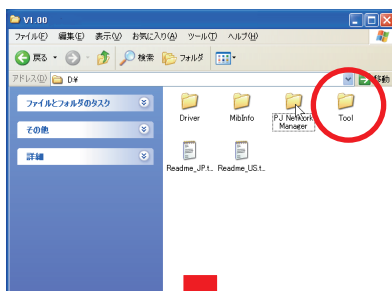 V1.00
ファイル(F) 編集(E) 表示(V) お気に入り(A) ツール(T) ヘルプ(H)
戻る 検索 フォルダ
アドレス(D) D:¥ 移動
ファイルとフォルダのタスク
その他
詳細
Driver MibInfo PJ Network Manager Tool
Readme_JP.t... Readme_US.t...